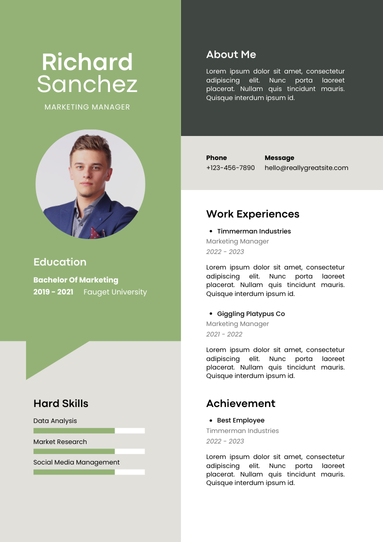 Richard
Sanchez
MARKETING MANAGER
Education
Bachelor Of Marketing
2019 - 2021 Fauget University
Hard Skills
Data Analysis
Market Research
Social Media Management
About Me
Lorem ipsum dolor sit amet, consectetur
adipiscing elit. Nunc porta laoreet
placerat. Nullam quis tincidunt mauris.
Quisque interdum ipsum id.
Phone Message
+123-456-7890 hello@reallygreatsite.com
Work Experiences
• Timmerman Industries
Marketing Manager
2022 - 2023
Lorem ipsum dolor sit amet, consectetur
adipiscing elit. Nunc porta laoreet
placerat. Nullam quis tincidunt mauris.
Quisque interdum ipsum id.
• Giggling Platypus Co
Marketing Manager
2021 - 2022
Lorem ipsum dolor sit amet, consectetur
adipiscing elit. Nunc porta laoreet
placerat. Nullam quis tincidunt mauris.
Quisque interdum ipsum id.
Achievement
• Best Employee
Timmerman Industries
2022 - 2023
Lorem ipsum dolor sit amet, consectetur
adipiscing elit. Nunc porta laoreet
placerat. Nullam quis tincidunt mauris.
Quisque interdum ipsum id.